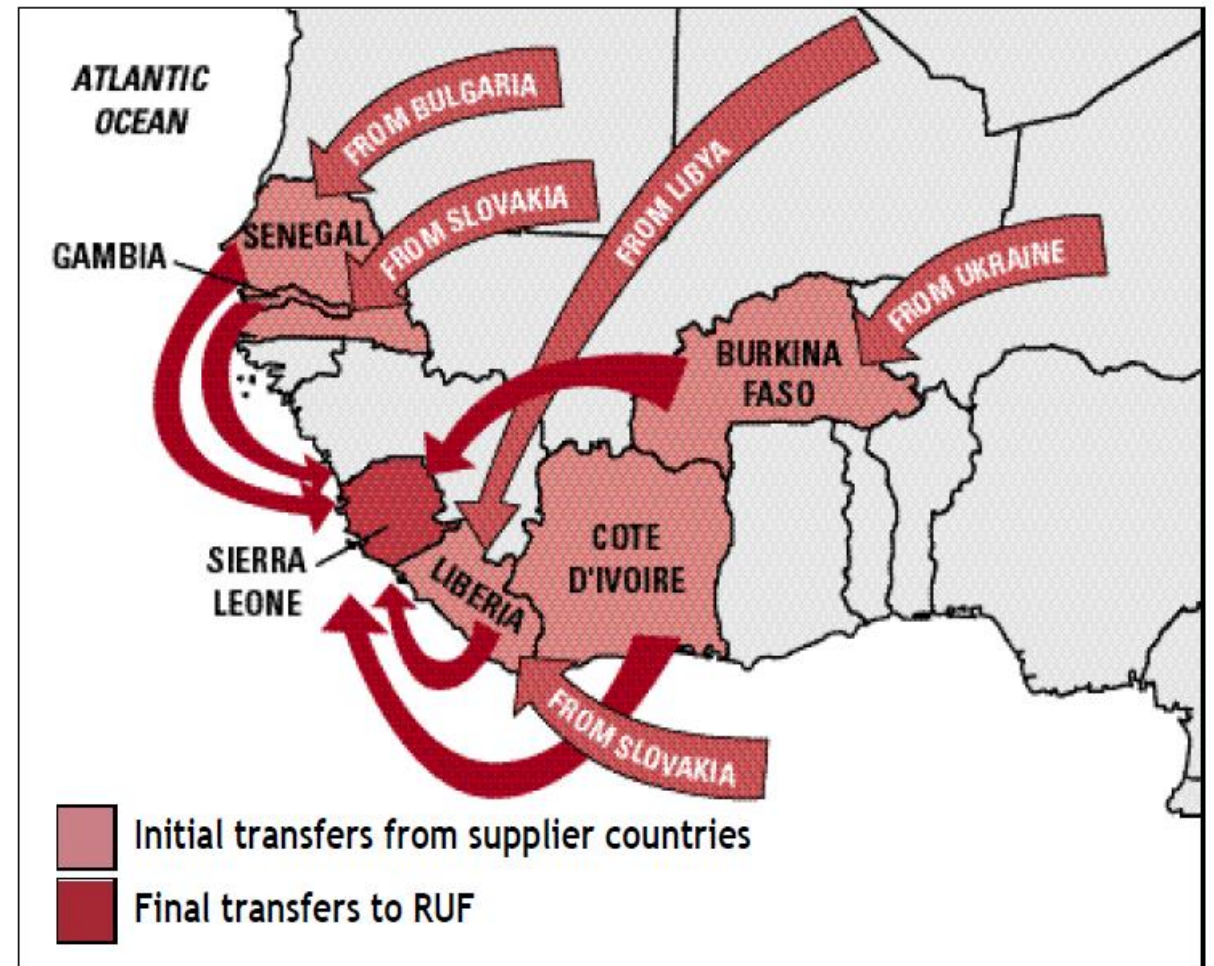 ATLANTIC
OCEAN
FROM BULGARIA
FROM SLOVAKIA
FROM LIBYA
SENEGAL
GAMBIA
FROM UKRAINE
BURKINA
FASO
COTE
D'IVOIRE
SIERRA
LEONE
LIBERIA
FROM SLOVAKIA
Initial transfers from supplier countries
Final transfers to RUF